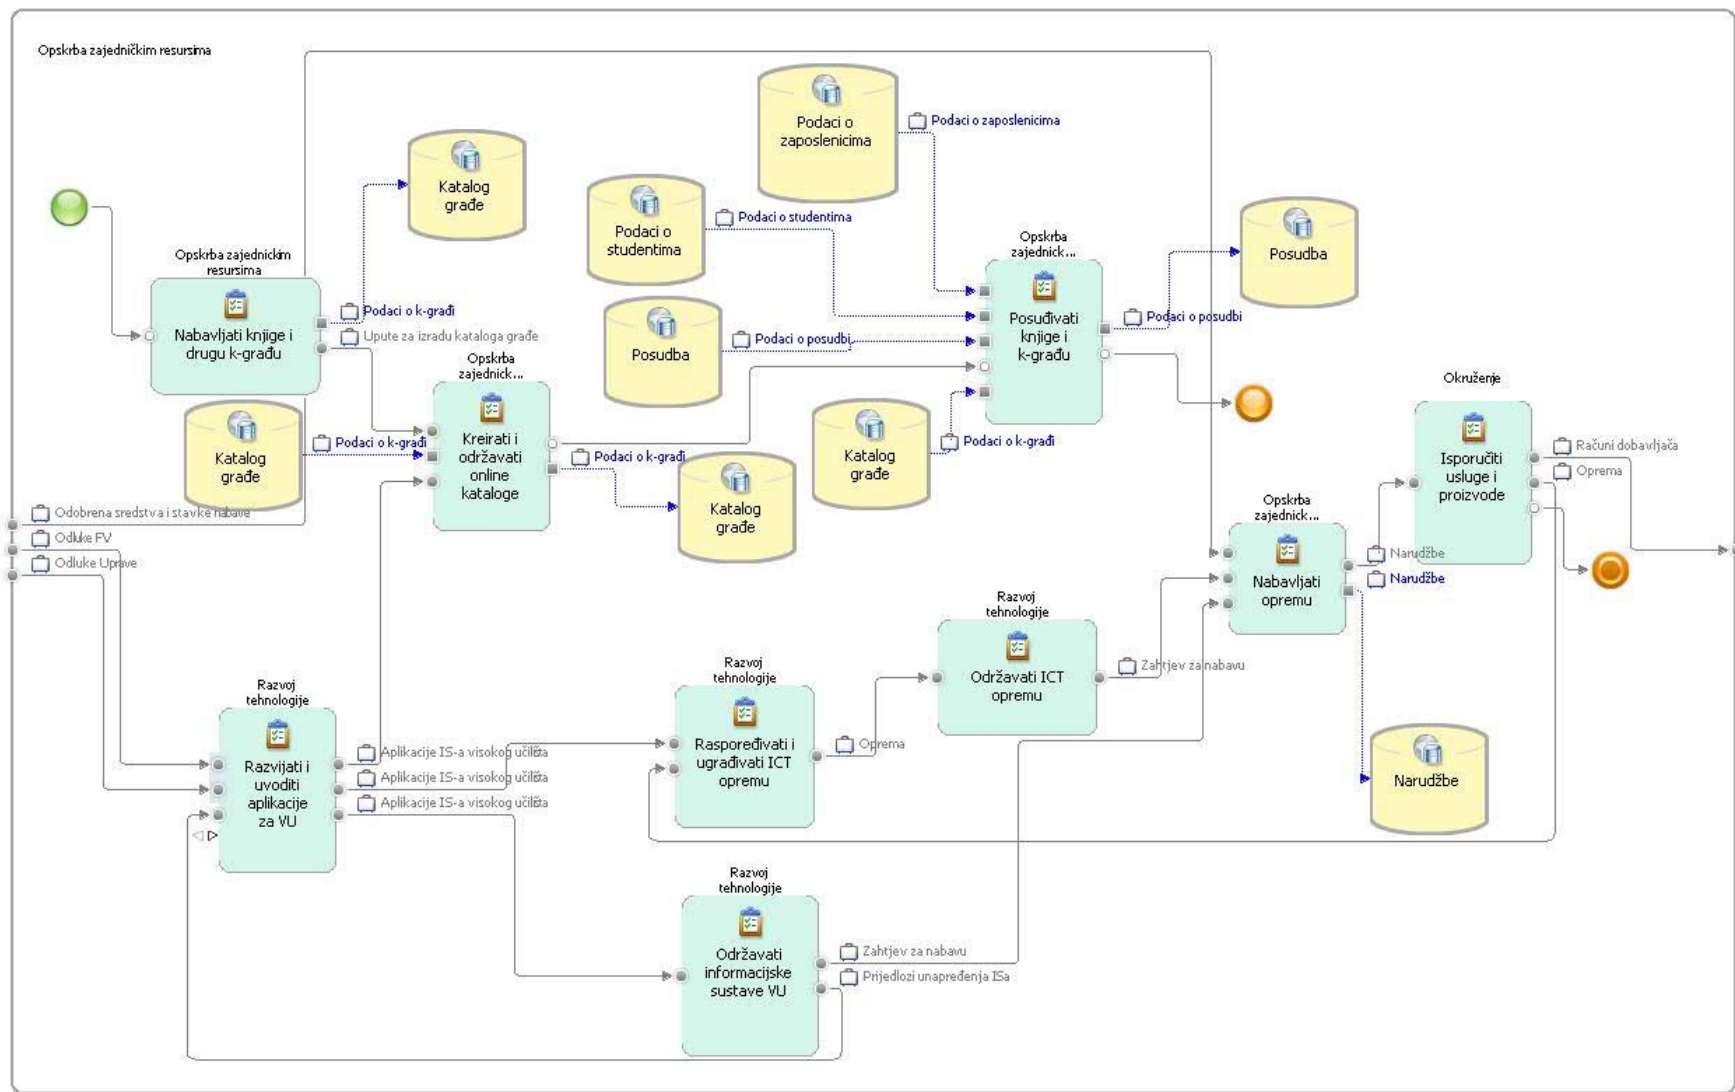 Opskrba zajedničkim resursima
Podaci o
zaposlenicima
Podaci o zaposlenicima
Katalog
građe
Podaci o
studentima
Podaci o studentima
Posudba
Opskrba zajednickim
resursima
Nabavljati knjige i
drugu k-građu
Podaci o k-građi
Upute za izradu kataloga građe
Posudba
Podaci o posudbi
Opskrba
zajednick...
Posuđivati
knjige i
k-građu
Podaci o posudbi
Opskrba
zajednick...
Kreirati i
održavati
online
kataloge
Katalog
građe
Podaci o k-građi
Podaci o k-građi
Katalog
građe
Katalog
građe
Podaci o k-građi
Okruženje
Isporučiti
usluge i
proizvode
Računi dobavljača
Oprema
Odobrena sredstva i stavke nabave
Odluke FV
Odluke Uprave
Opskrba
zajednick...
Nabavljati
opremu
Narudžbe
Narudžbe
Razvoj
tehnologije
Održavati ICT
opremu
Zahtjev za nabavu
Razvoj
tehnologije
Raspoređivati i
ugrađivati ICT
opremu
Oprema
Narudžbe
Razvoj
tehnologije
Razvijati i
uvoditi
aplikacije
za VU
Aplikacije IS-a visokog učilišta
Aplikacije IS-a visokog učilišta
Aplikacije IS-a visokog učilišta
Razvoj
tehnologije
Održavati
informacijske
sustave VU
Zahtjev za nabavu
Prijedlozi unapređenja ISa